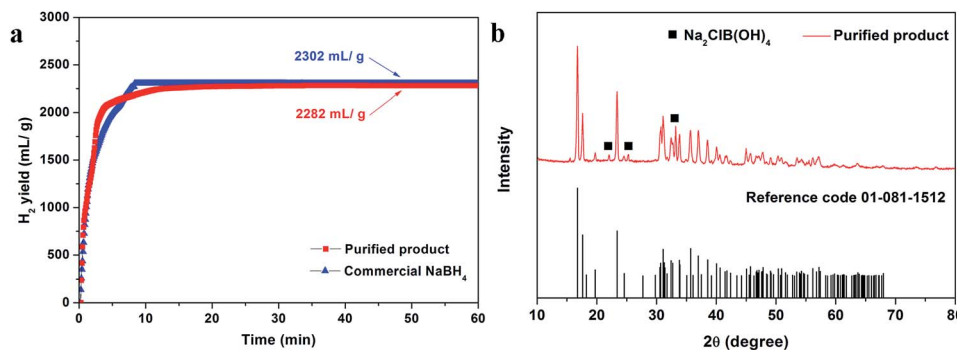 a
H₂ yield (mL/ g)
3000
2500
2000
1500
1000
500
0
2302 mL/ g
2282 mL/ g
Purified product
Commercial NaBH₄
0 10 20 30 40 50 60
Time (min)
b
Intensity
Na₂ClB(OH)₄ Purified product
Reference code 01-081-1512
10 20 30 40 50 60 70 80
2θ (degree)